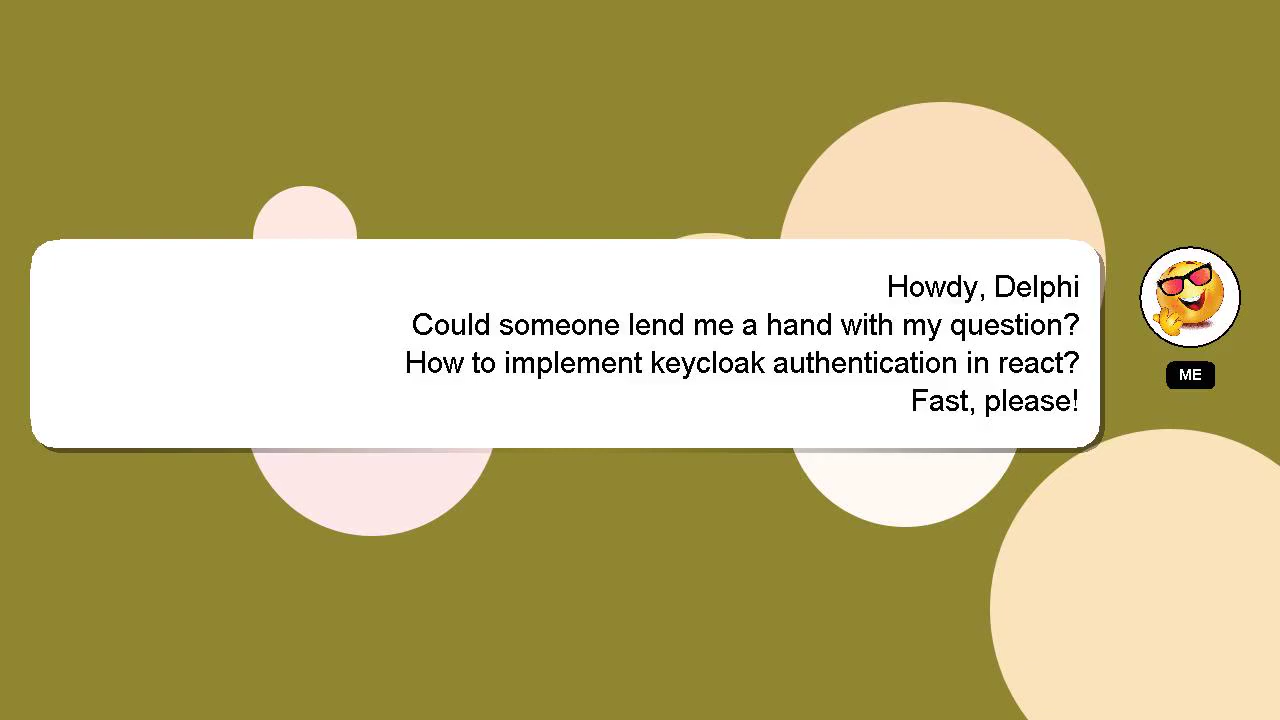 Howdy, Delphi
Could someone lend me a hand with my question?
How to implement keycloak authentication in react?
Fast, please!
ME